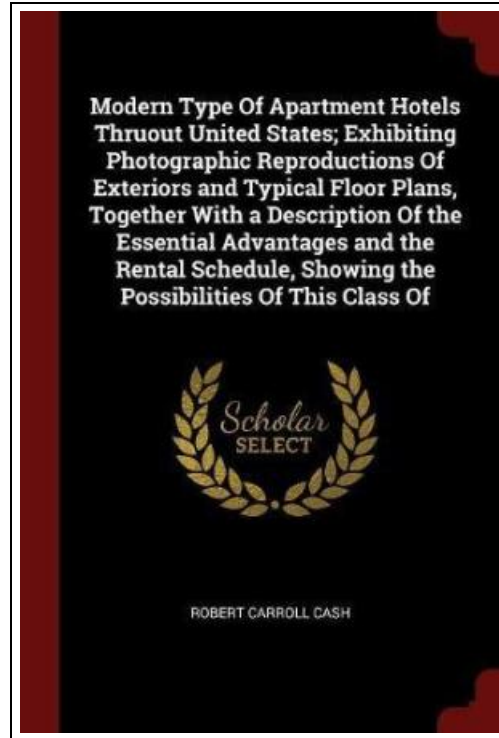 Modern Type Of Apartment Hotels
Thruout United States; Exhibiting
Photographic Reproductions Of
Exteriors and Typical Floor Plans,
Together With a Description Of the
Essential Advantages and the
Rental Schedule, Showing the
Possibilities Of This Class Of
Scholar
SELECT
ROBERT CARROLL CASH